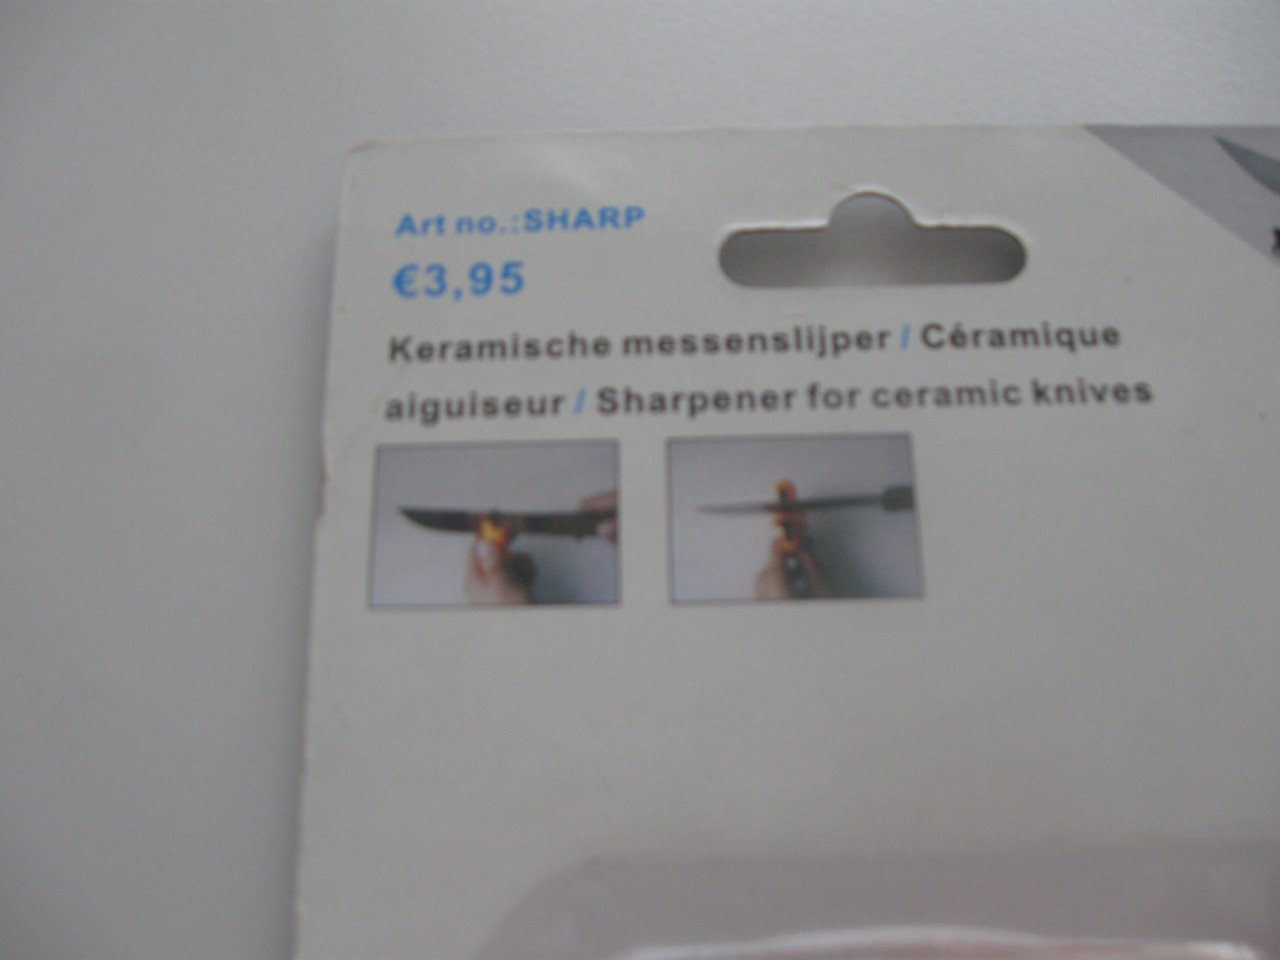 Art no.:SHARP
€3,95
Keramische messenslijper / Céramique
aiguiseur / Sharpener for ceramic knives